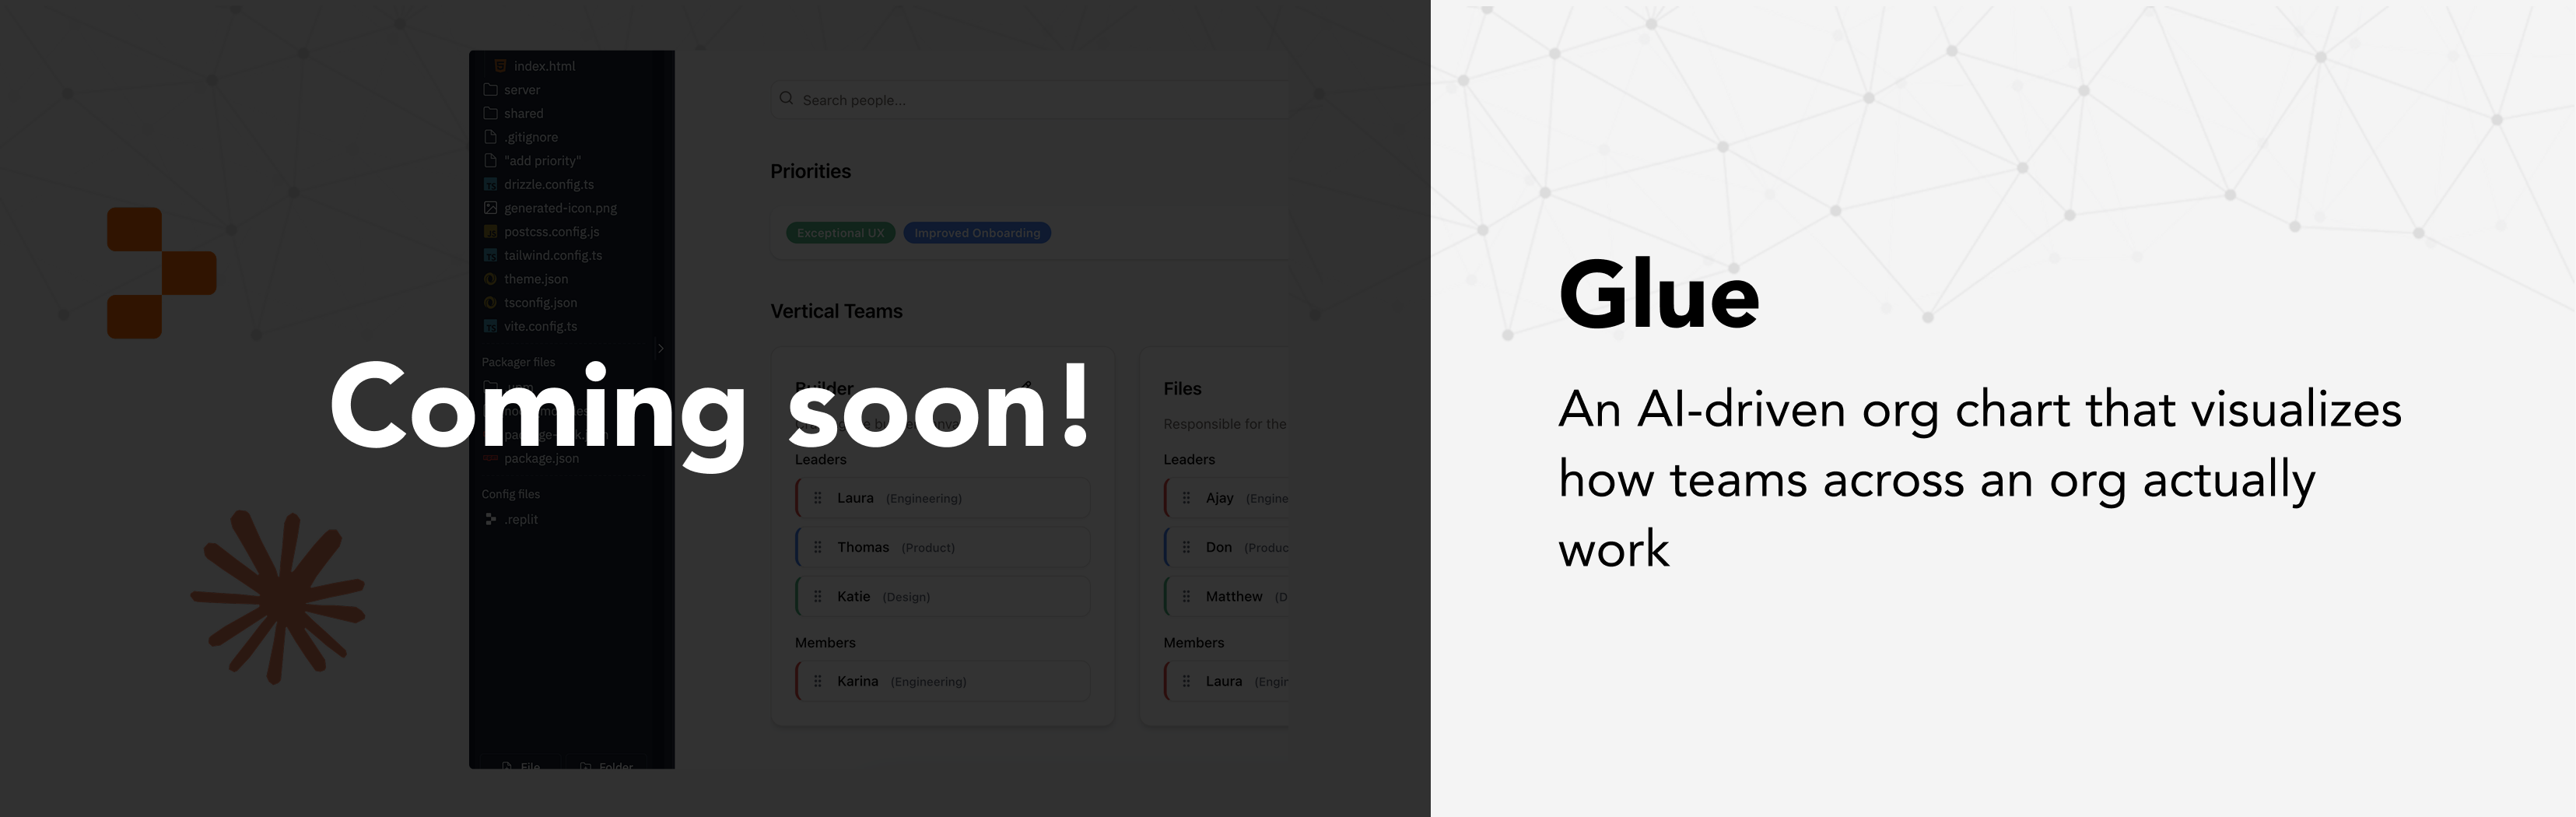 index.html
server
shared
.gitignore
"add priority"
drizzle.config.ts
generated-icon.png
postcss.config.js
tailwind.config.ts
theme.json
tsconfig.json
vite.config.ts
Packager files
package.json
Config files
.replit
File
Folder
Search people...
Priorities
Exceptional UX
Improved Onboarding
Vertical Teams
Builder
Leaders
Laura (Engineering)
Thomas (Product)
Katie (Design)
Members
Karina (Engineering)
Files
Responsible for the
Leaders
Ajay (Engine
Don (Produc
Matthew (D
Members
Laura (Engir
Coming soon!
Glue
An AI-driven org chart that visualizes
how teams across an org actually
work